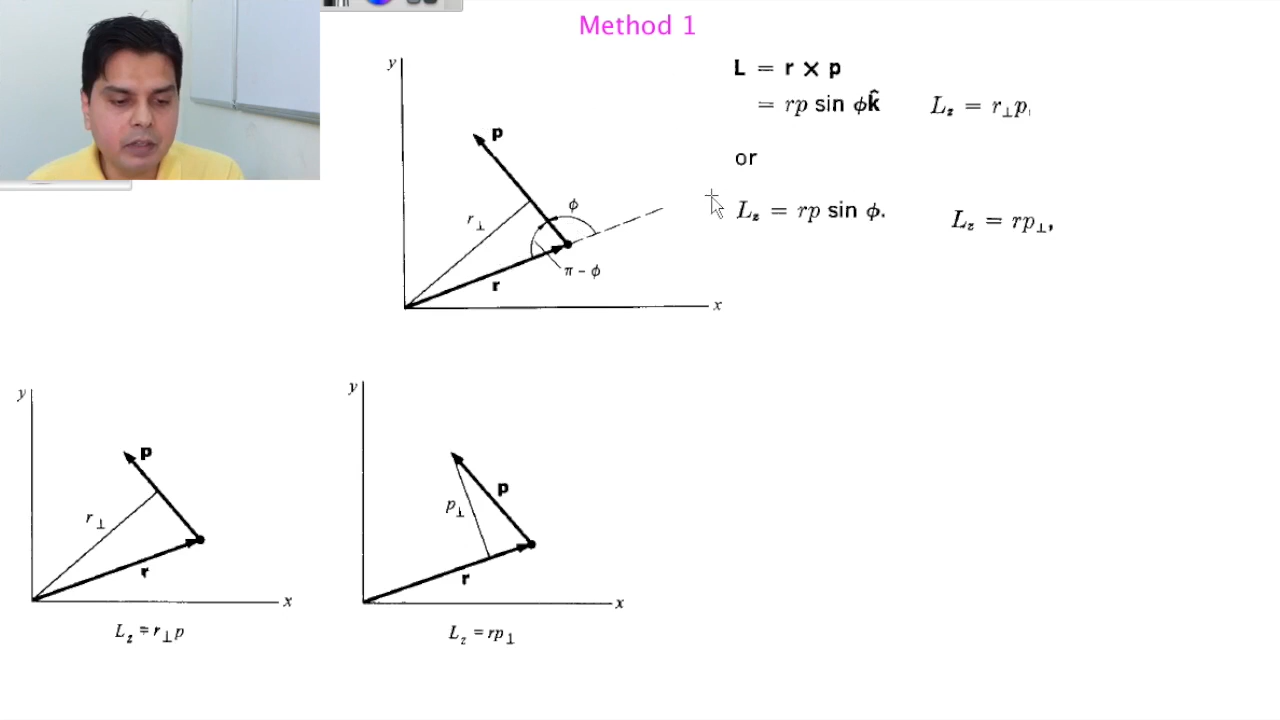 Method 1
y
p
ϕ
r⊥
π − ϕ
r
x
L = r × p
= rp sin ϕk̂
L_z = r⊥p,
or
L_z = rp sin ϕ.
L_z = rp⊥,
y
p
r⊥
r
x
L_z = r⊥p
y
p
p⊥
r
x
L_z = rp⊥